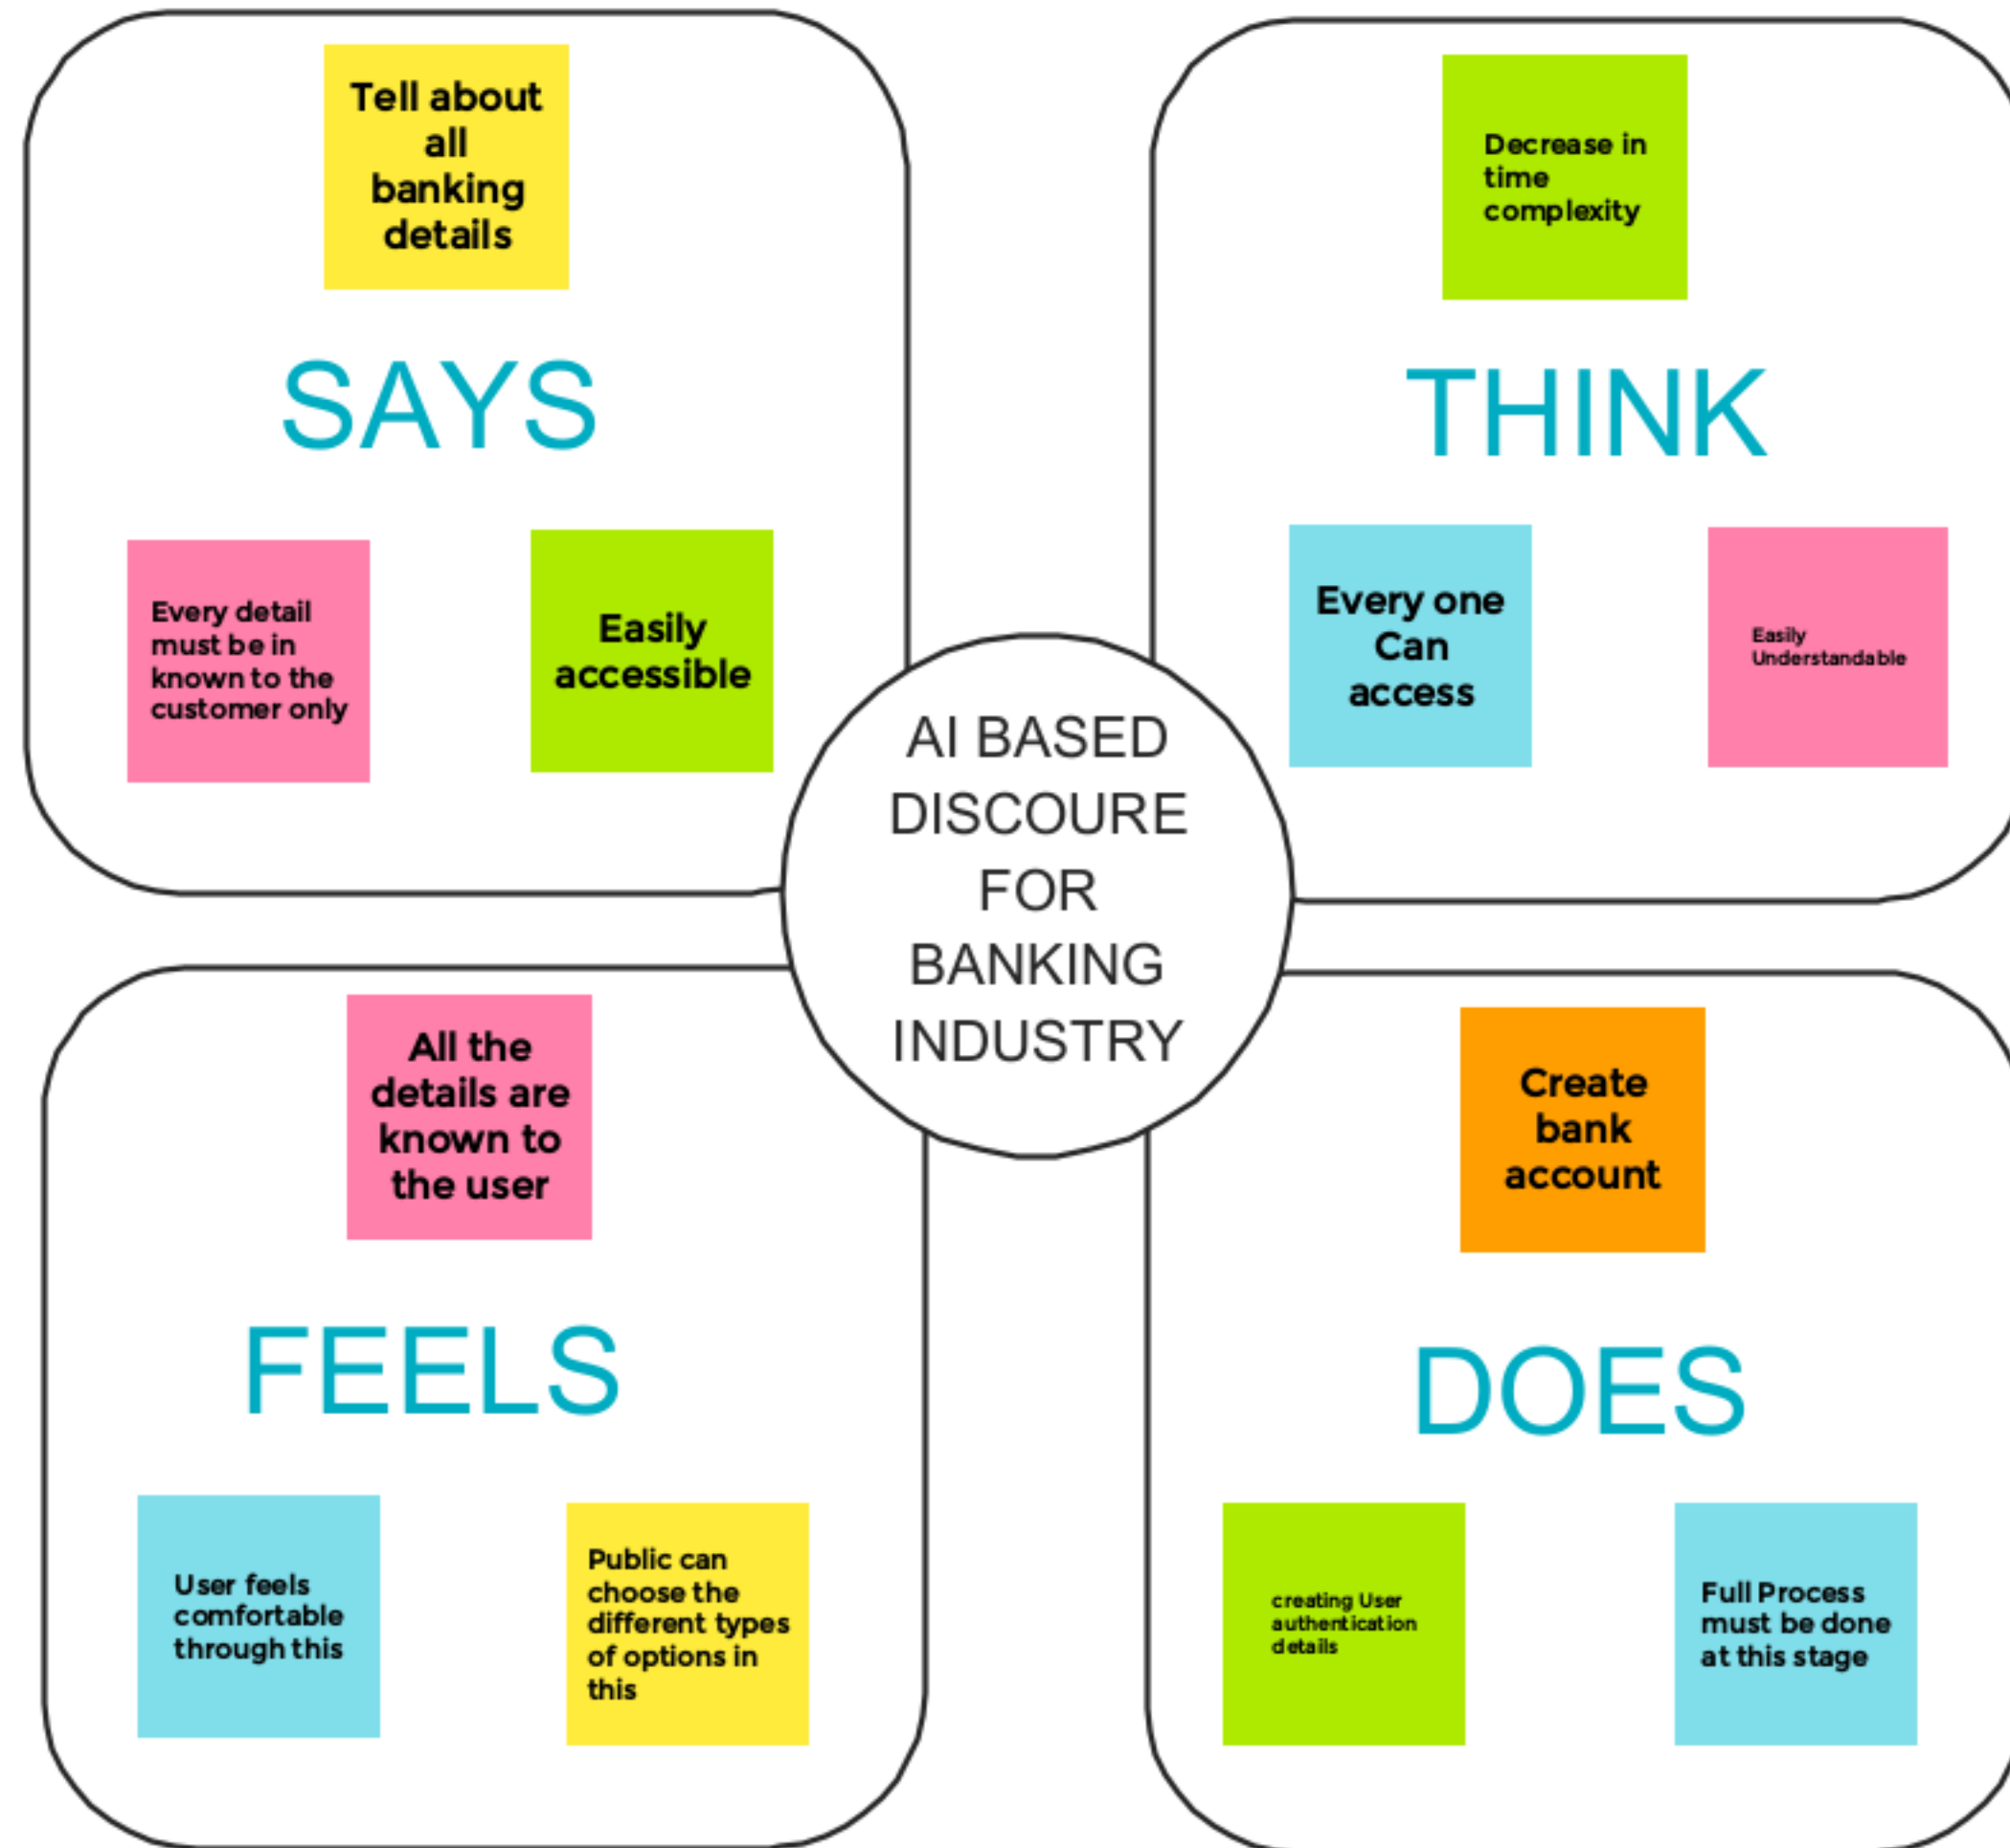 Tell about
all
banking
details
SAYS
Every detail
must be in
known to the
customer only
Easily
accessible
Decrease in
time
complexity
THINK
Every one
Can
access
Easily
Understandable
AI BASED
DISCOURE
FOR
BANKING
INDUSTRY
All the
details are
known to
the user
FEELS
User feels
comfortable
through this
Public can
choose the
different types
of options in
this
Create
bank
account
DOES
creating User
authentication
details
Full Process
must be done
at this stage